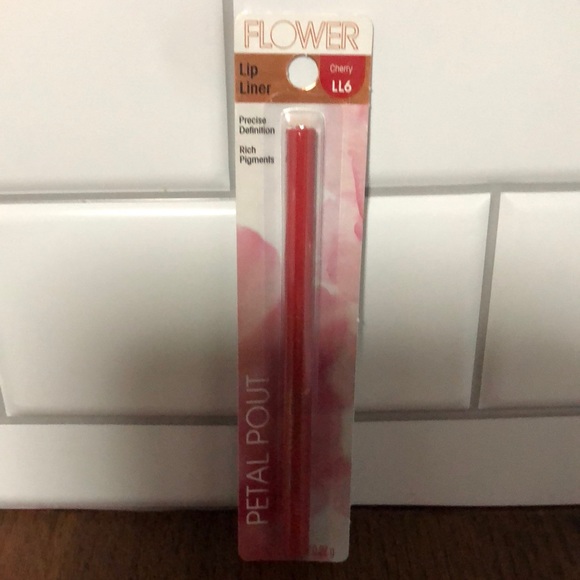 FLOWER
Lip
Liner
Cherry
LL6
Precise
Definition
Rich
Pigments
PETAL POUT